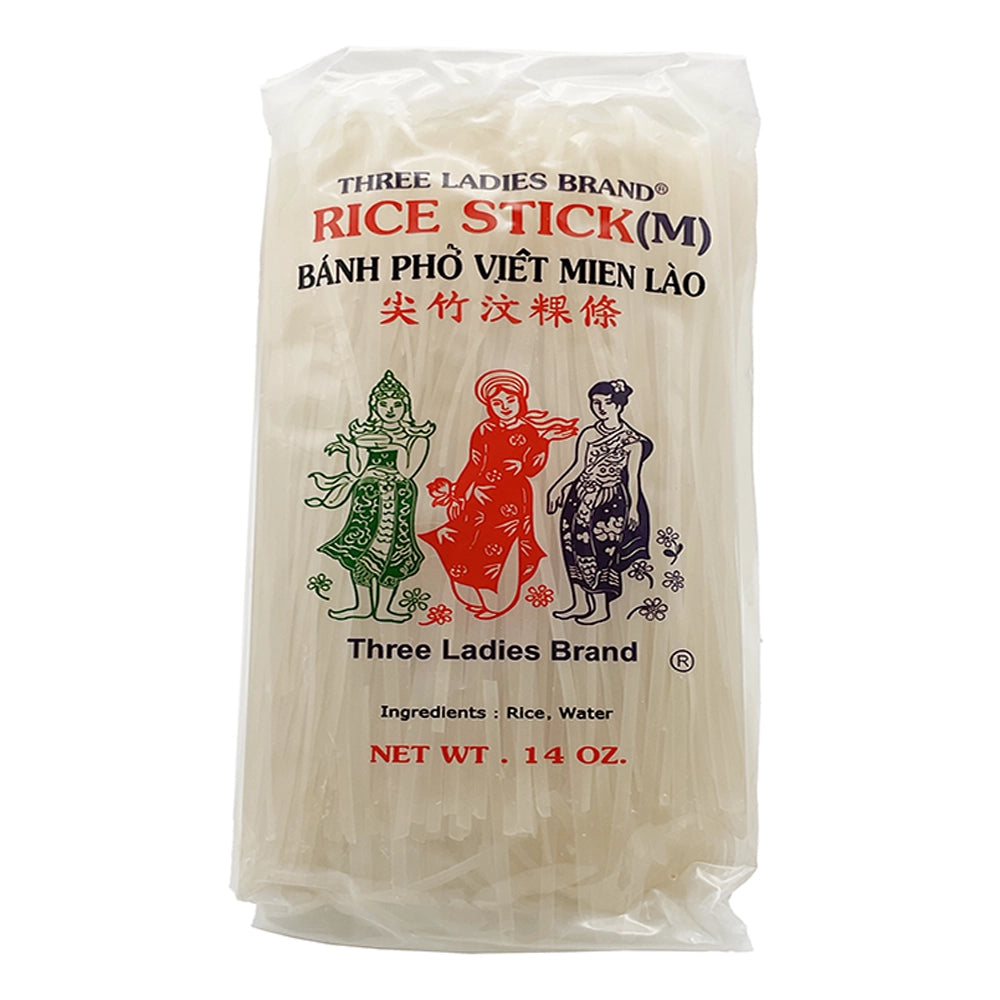 THREE LADIES BRAND®
RICE STICK(M)
BÁNH PHỞ VIỆT MIEN LÀO
尖竹汶粿條
Three Ladies Brand ®
Ingredients : Rice, Water
NET WT . 14 OZ.